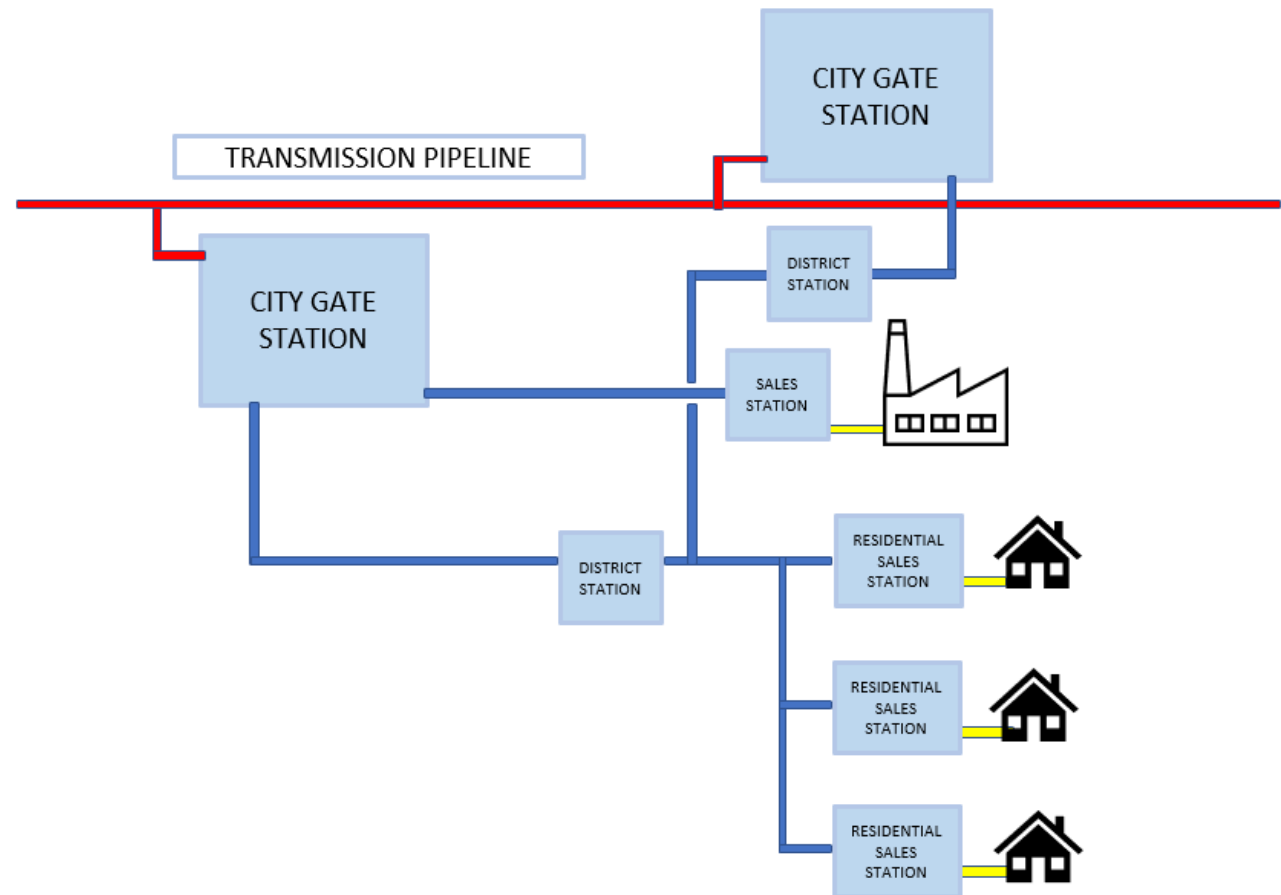 CITY GATE
STATION
TRANSMISSION PIPELINE
DISTRICT
STATION
CITY GATE
STATION
SALES
STATION
RESIDENTIAL
SALES
STATION
DISTRICT
STATION
RESIDENTIAL
SALES
STATION
RESIDENTIAL
SALES
STATION